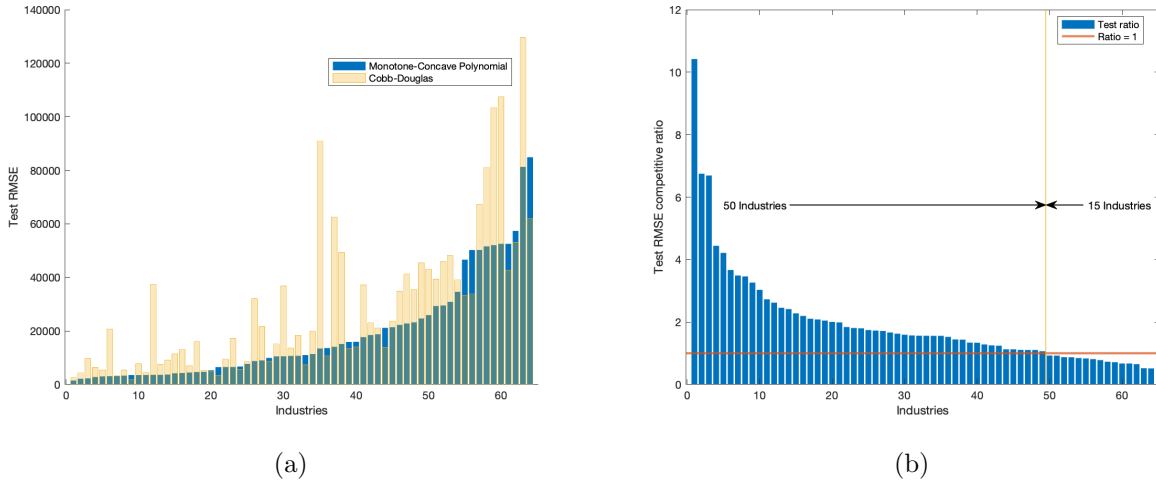 140000
120000
100000
80000
60000
40000
20000
0
Test RMSE
Monotone-Concave Polynomial
Cobb-Douglas
0 10 20 30 40 50 60
Industries
(a)
12
10
8
6
4
2
0
Test RMSE competitive ratio
Test ratio
Ratio = 1
50 Industries
15 Industries
0 10 20 30 40 50 60
Industries
(b)